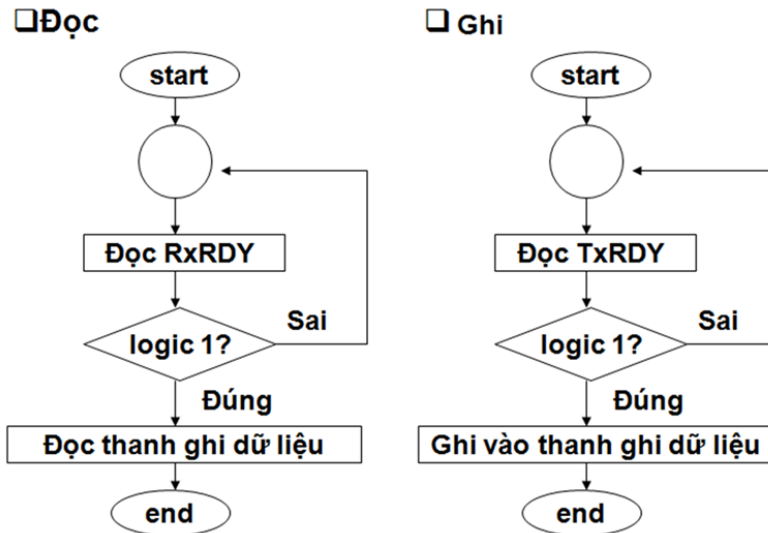 ❑Đọc
start
Đọc RxRDY
logic 1?
Sai
Đúng
Đọc thanh ghi dữ liệu
end
❑ Ghi
start
Đọc TxRDY
logic 1?
Sai
Đúng
Ghi vào thanh ghi dữ liệu
end